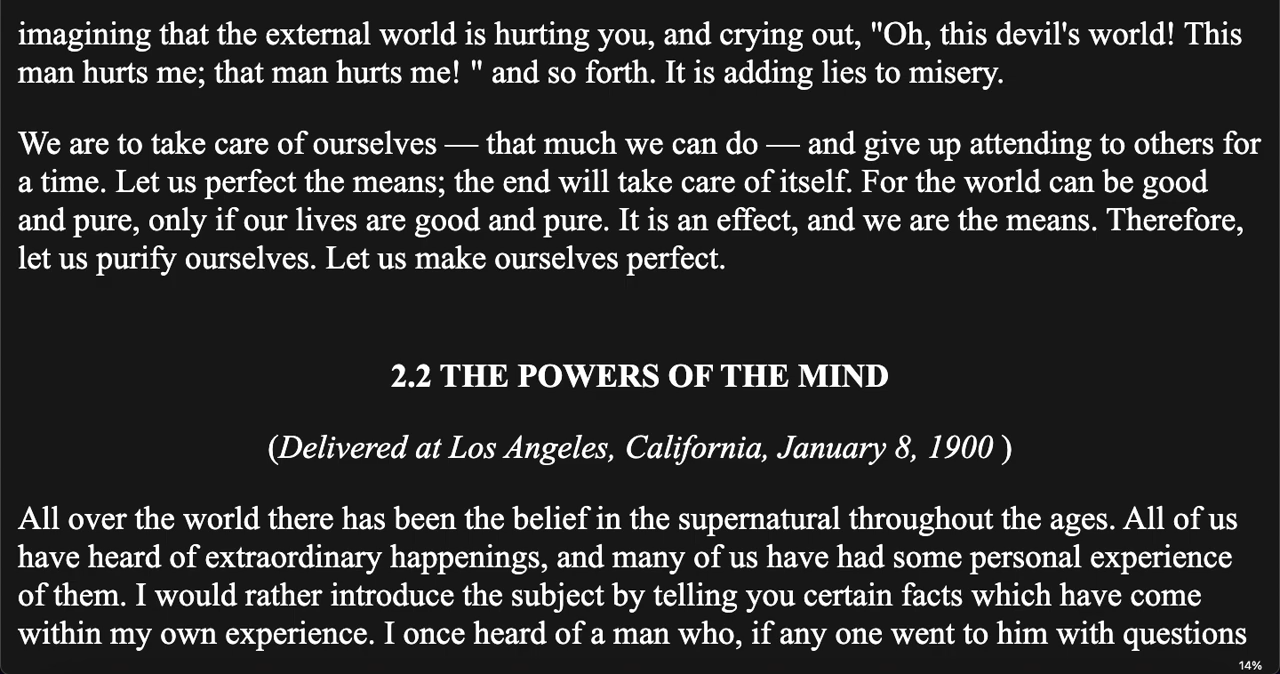 imagining that the external world is hurting you, and crying out, "Oh, this devil's world! This
man hurts me; that man hurts me! " and so forth. It is adding lies to misery.
We are to take care of ourselves — that much we can do — and give up attending to others for
a time. Let us perfect the means; the end will take care of itself. For the world can be good
and pure, only if our lives are good and pure. It is an effect, and we are the means. Therefore,
let us purify ourselves. Let us make ourselves perfect.
2.2 THE POWERS OF THE MIND
(Delivered at Los Angeles, California, January 8, 1900 )
All over the world there has been the belief in the supernatural throughout the ages. All of us
have heard of extraordinary happenings, and many of us have had some personal experience
of them. I would rather introduce the subject by telling you certain facts which have come
within my own experience. I once heard of a man who, if any one went to him with questions
14%